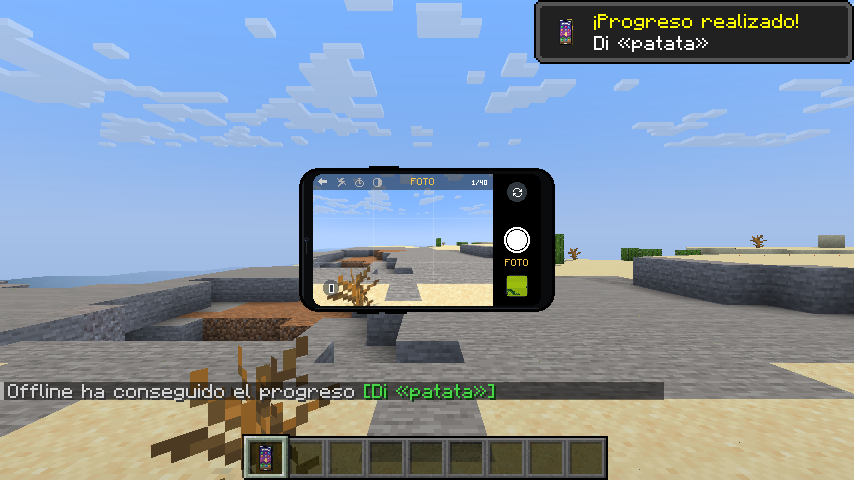 ¡Progreso realizado!
Di «patata»
FOTO
1/40
FOTO
Offline ha conseguido el progreso [Di «patata»]